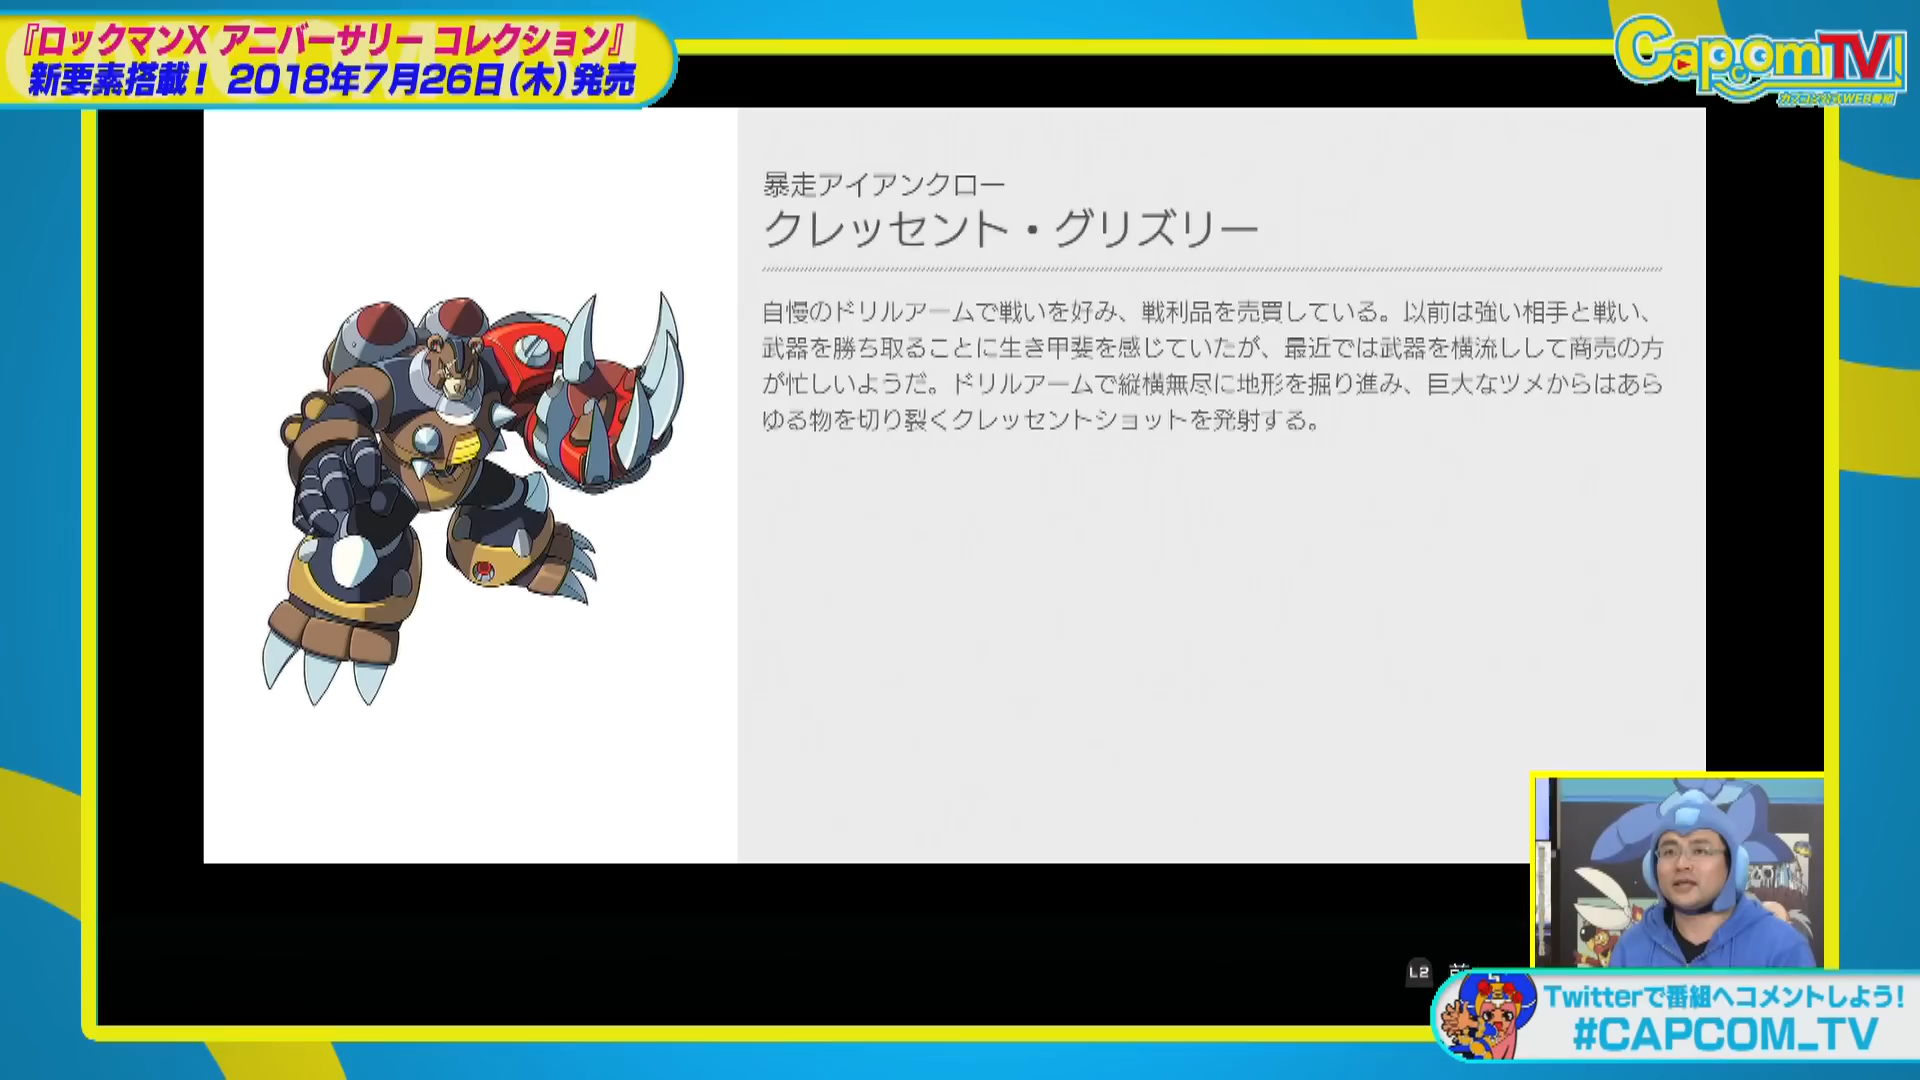 『ロックマンX アニバーサリー コレクション』
新要素搭載！ 2018年7月26日(木)発売
CapcomTV!
カプコン公式WEB番組
暴走アイアンクロー
クレッセント・グリズリー
自慢のドリルアームで戦いを好み、戦利品を売買している。以前は強い相手と戦い、
武器を勝ち取ることに生き甲斐を感じていたが、最近では武器を横流しして商売の方
が忙しいようだ。ドリルアームで縦横無尽に地形を掘り進み、巨大なツメからはあら
ゆる物を切り裂くクレッセントショットを発射する。
L2
Twitterで番組へコメントしよう！
#CAPCOM_TV